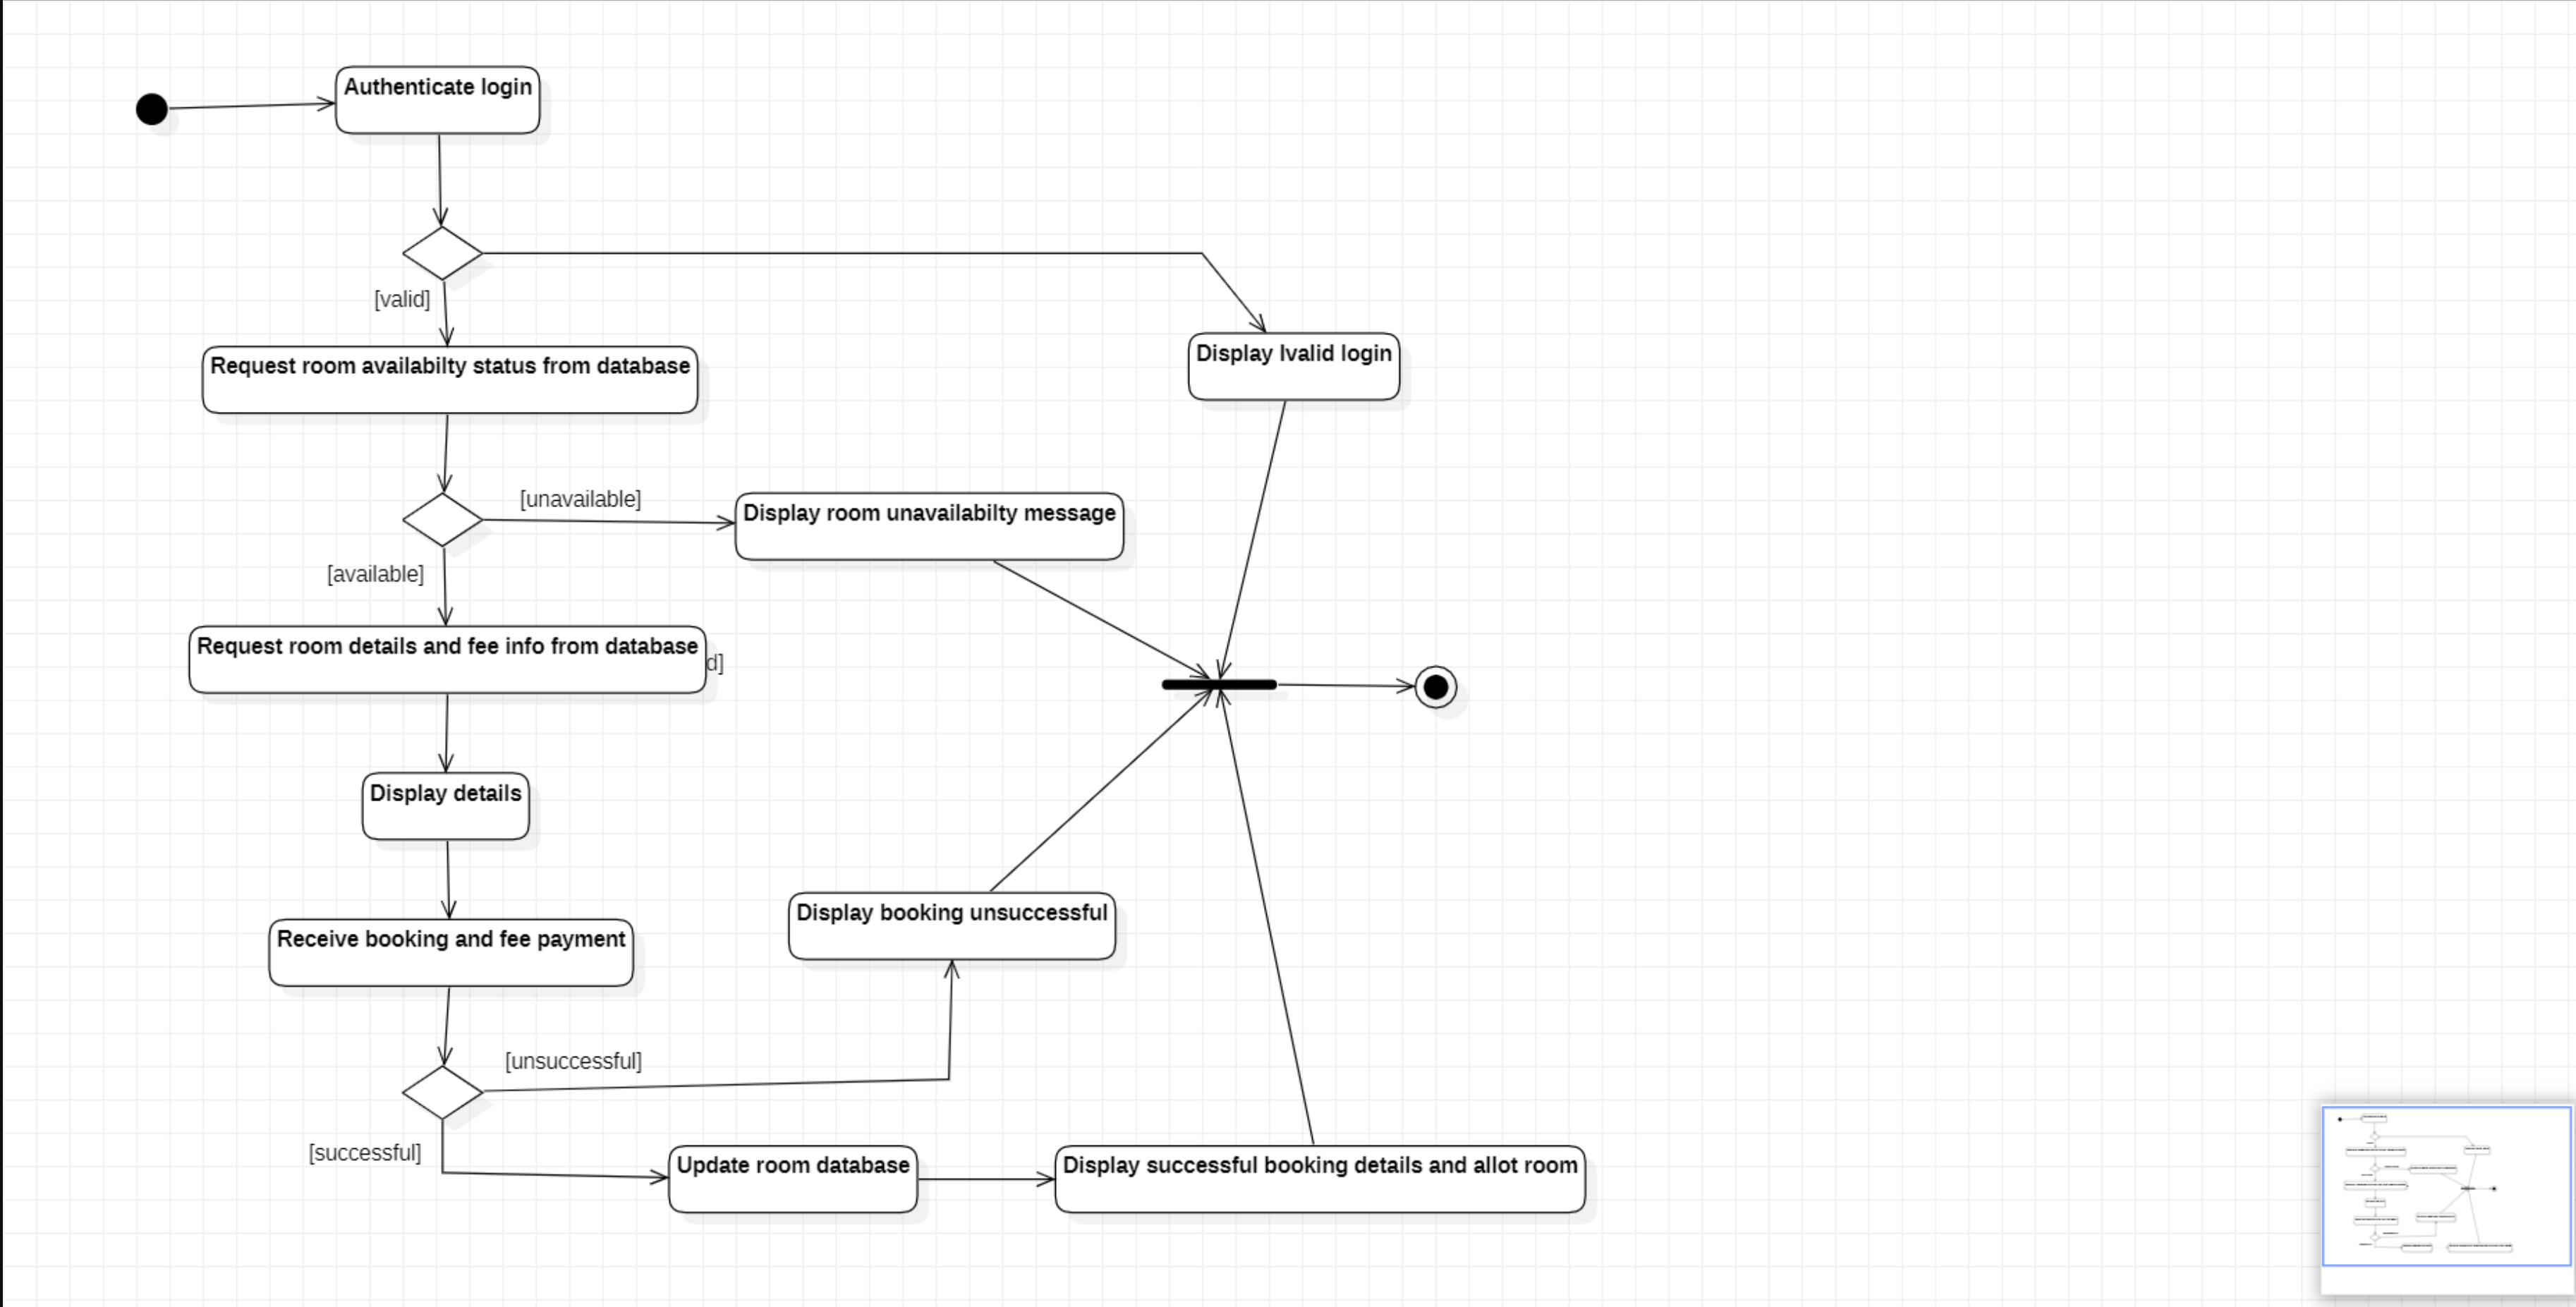 Authenticate login
[valid]
Request room availabilty status from database
Display Ivalid login
[unavailable]
Display room unavailabilty message
[available]
Request room details and fee info from database
d]
Display details
Display booking unsuccessful
Receive booking and fee payment
[unsuccessful]
[successful]
Update room database
Display successful booking details and allot room